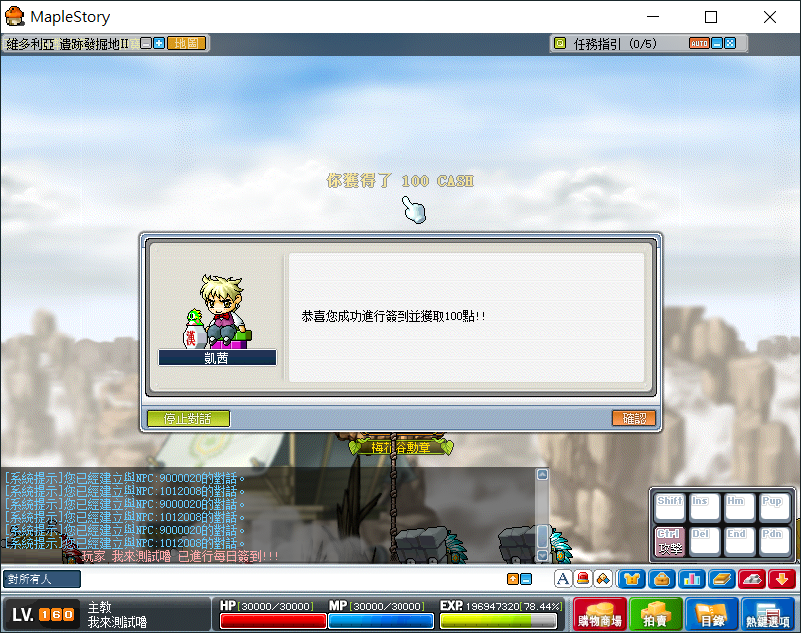 MapleStory
維多利亞 遺跡發掘地II
地圖
任務指引 (0/5)
AUTO
你獲得了 100 CASH
恭喜您成功進行簽到並獲取100點!!
漢
凱茜
停止對話
確認
梅花谷勳章
[系統提示]您已經建立與NPC:9000020的對話。
[系統提示]您已經建立與NPC:1012008的對話。
[系統提示]您已經建立與NPC:9000020的對話。
[系統提示]您已經建立與NPC:1012008的對話。
[系統提示]您已經建立與NPC:9000020的對話。
[系統提示]您已經建立與NPC:1012008的對話。
玩家 我來測試嚕 已進行每日簽到!!!
Shift Ins Hm Pup
Ctrl Del End Pdn
攻擊
對所有人
A
LV. 160
主教
我來測試嚕
HP [30000/30000]
MP [30000/30000]
EXP. 196947320[78.44%]
購物商場
拍賣
目錄
熱鍵選項